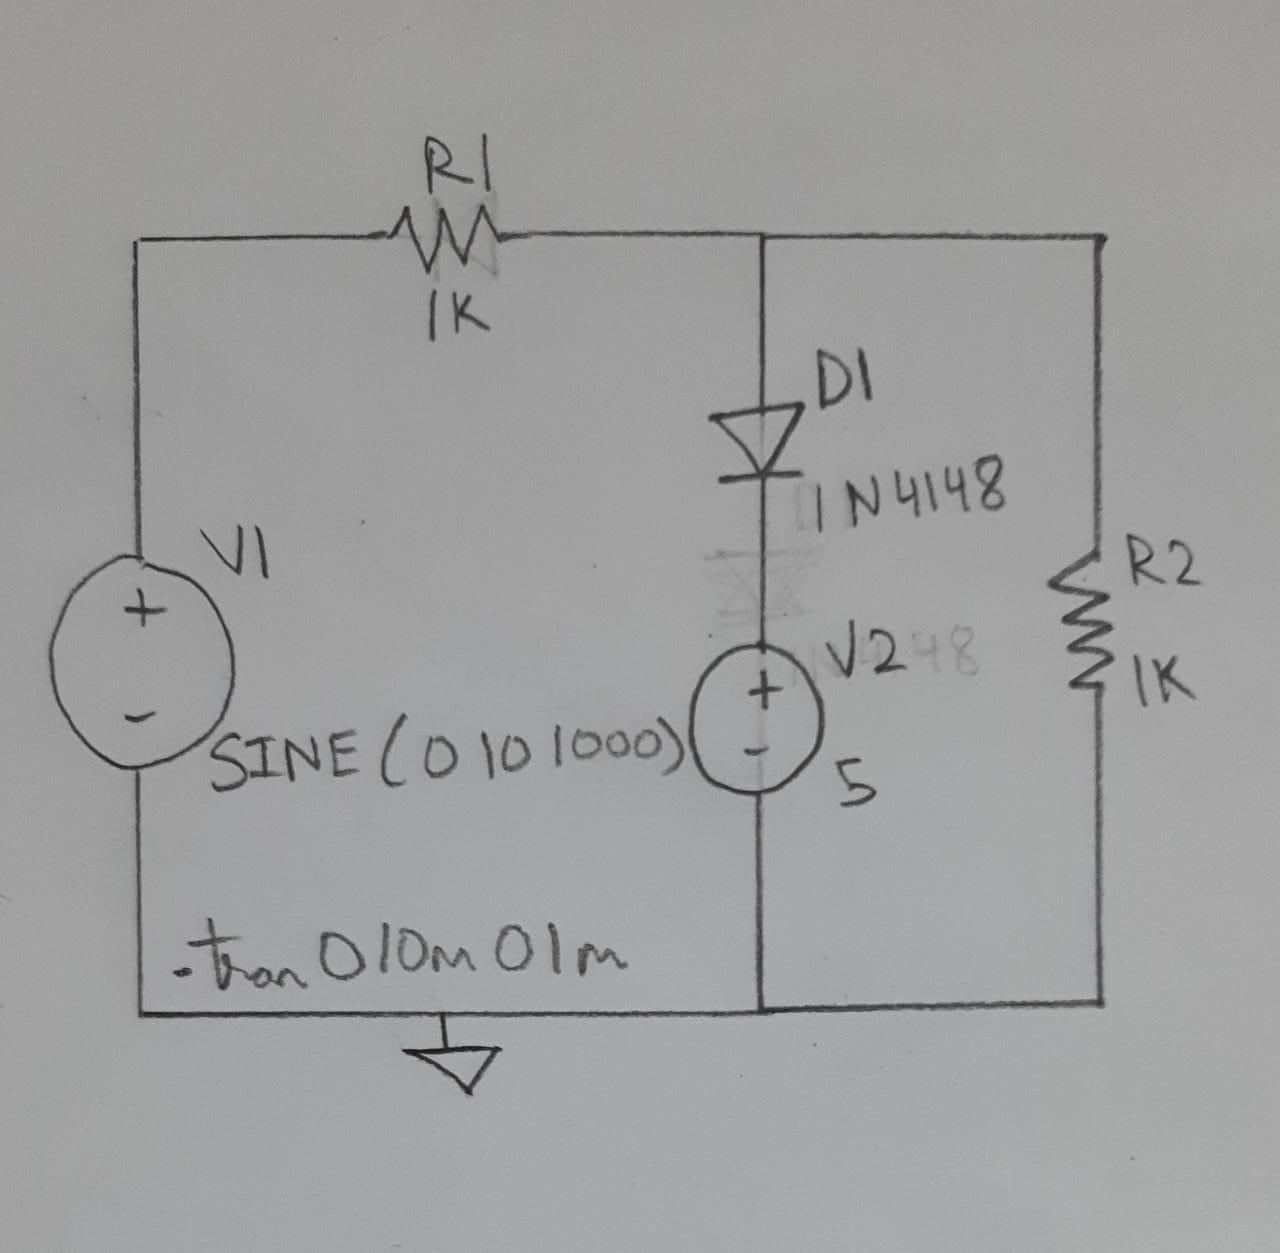 R1
1K
D1
1N4148
V1
+
-
R2
1K
V2
+
-
5
SINE(0 10 1000)
.tran 0 10m 0 1m